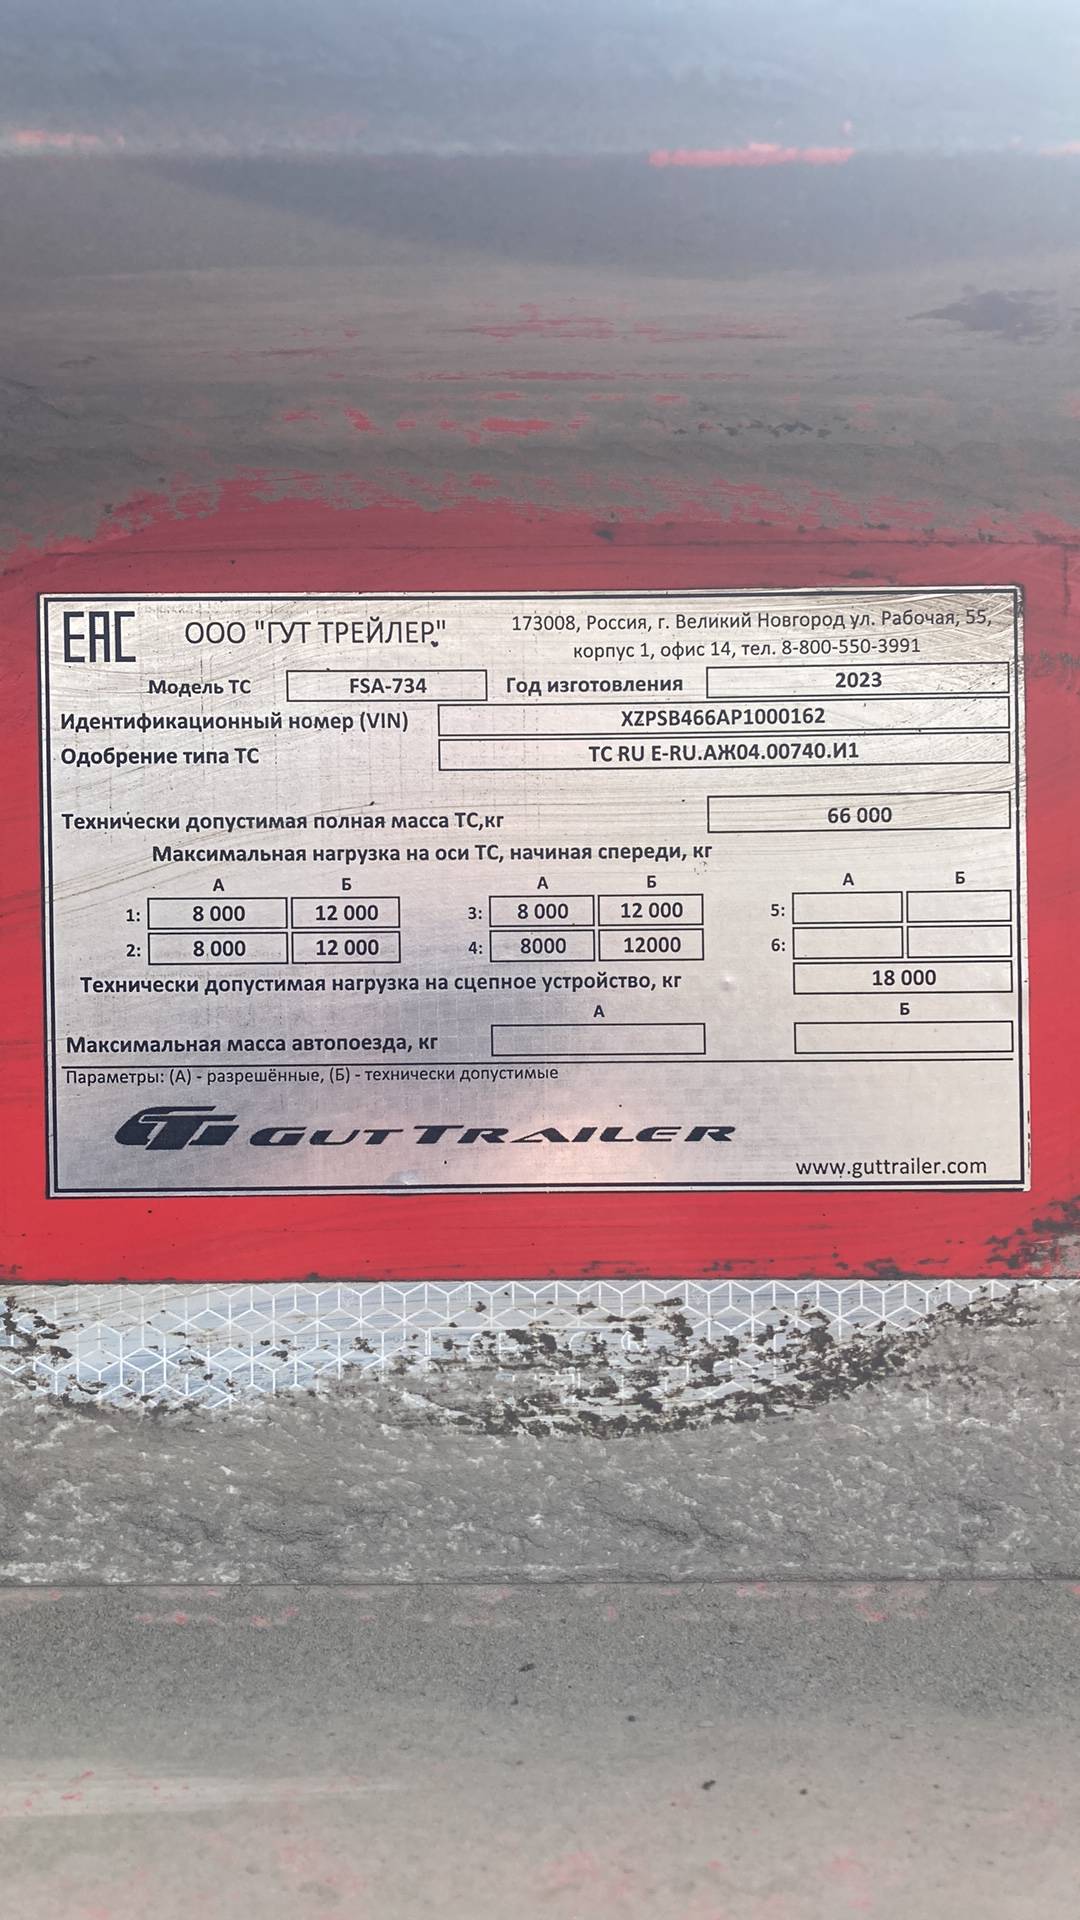 EAC
ООО "ГУТ ТРЕЙЛЕР"
173008, Россия, г. Великий Новгород ул. Рабочая, 55,
корпус 1, офис 14, тел. 8-800-550-3991
Модель ТС FSA-734 Год изготовления 2023
Идентификационный номер (VIN) XZPSB466AP1000162
Одобрение типа ТС ТС RU E-RU.АЖ04.00740.И1
Технически допустимая полная масса ТС,кг 66 000
Максимальная нагрузка на оси ТС, начиная спереди, кг
А Б А Б А Б
1: 8 000 12 000 3: 8 000 12 000 5:
2: 8 000 12 000 4: 8000 12000 6:
Технически допустимая нагрузка на сцепное устройство, кг 18 000
А Б
Максимальная масса автопоезда, кг
Параметры: (А) - разрешённые, (Б) - технически допустимые
GT GUT TRAILER
www.guttrailer.com